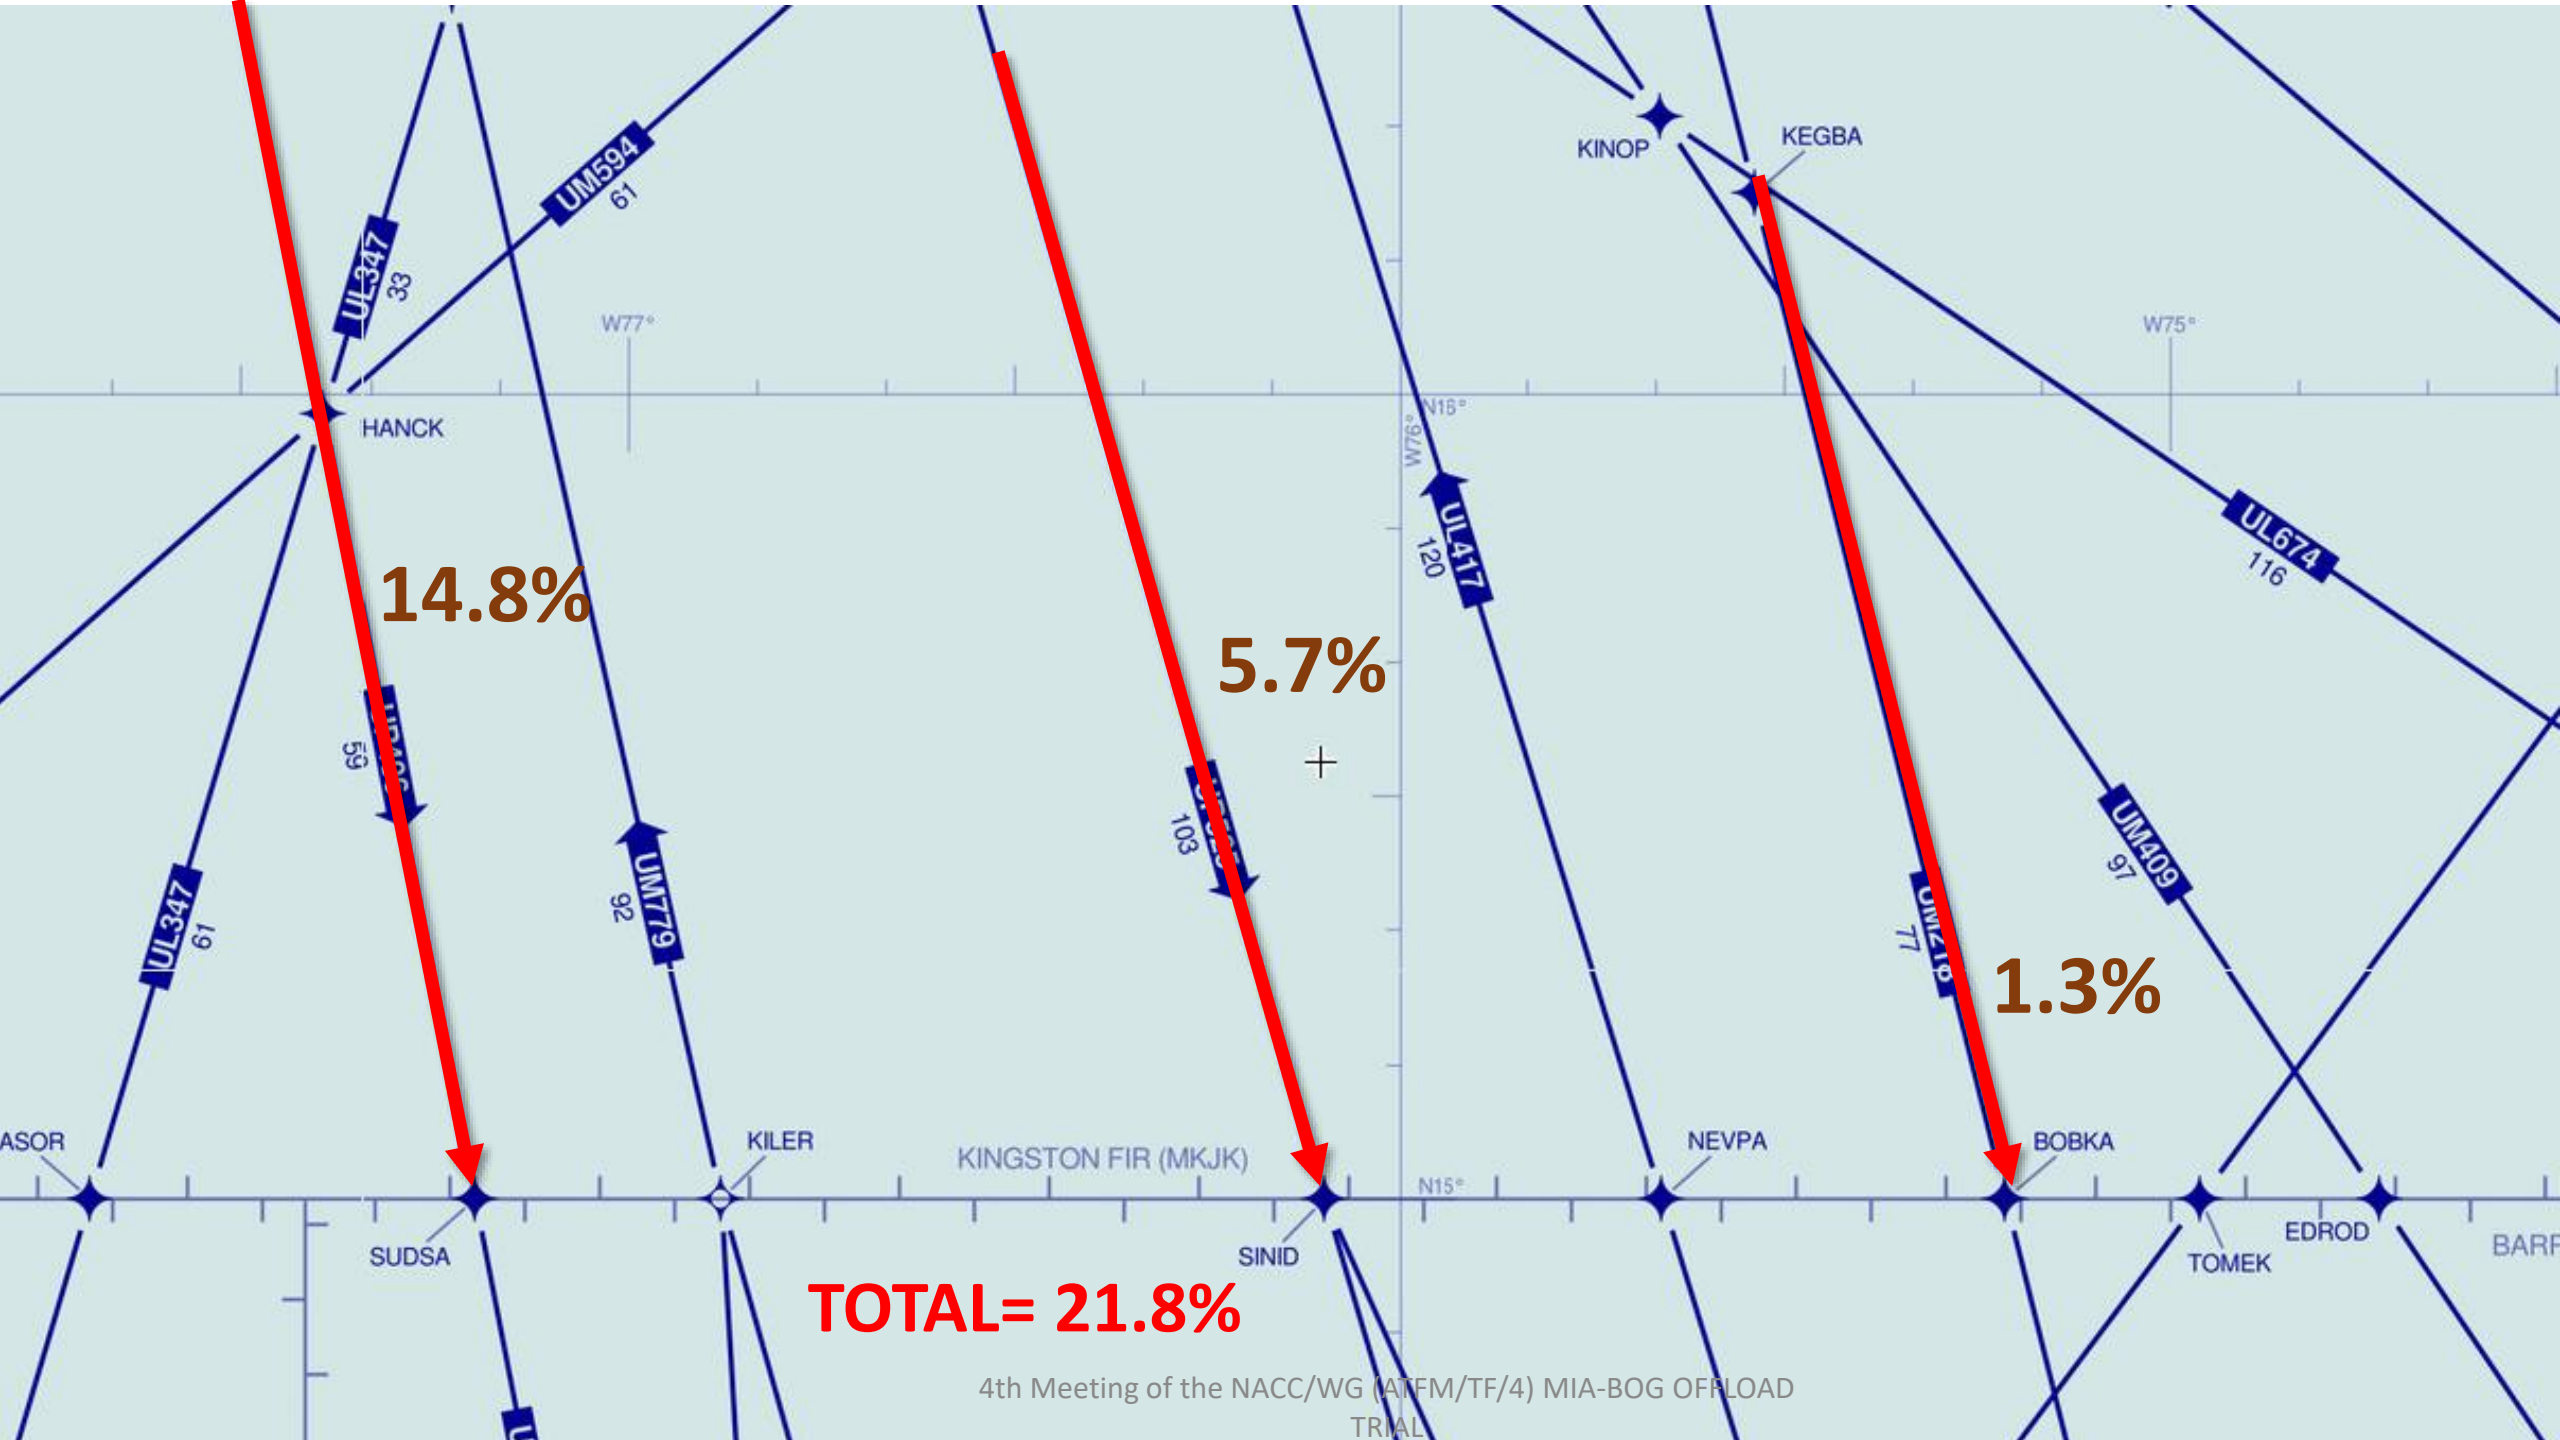 KEGBA
KINOP
UM594
61
UL347
33
W77°
W75°
N16°
W76°
HANCK
UL417
120
UL674
116
14.8%
5.7%
59
103
UM409
97
UL347
61
UM779
92
UM218
77
1.3%
ASOR
KILER
KINGSTON FIR (MKJK)
NEVPA
BOBKA
N15°
SUDSA
SINID
EDROD
TOMEK
BARR
TOTAL= 21.8%
4th Meeting of the NACC/WG (ATFM/TF/4) MIA-BOG OFFLOAD
TRIAL
U